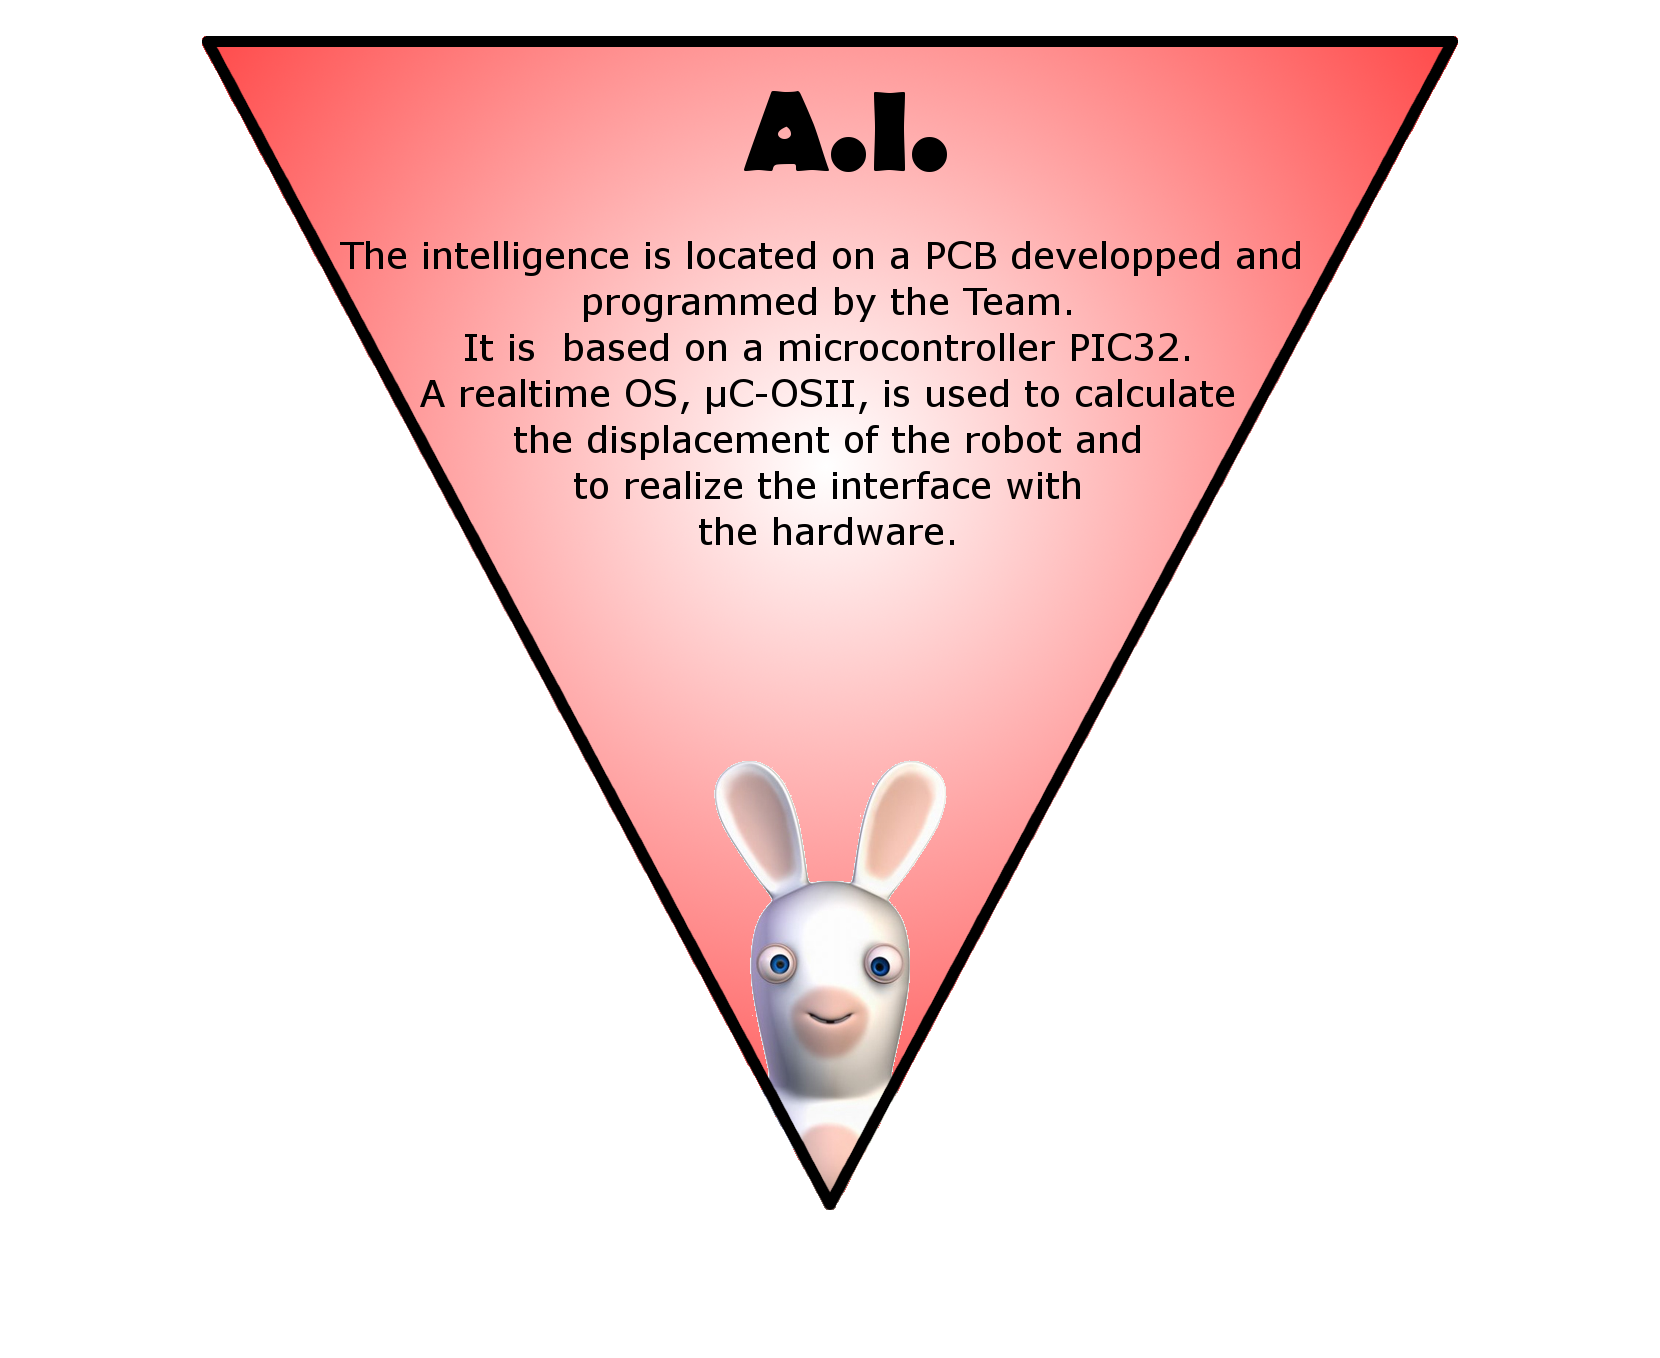 A.I.
The intelligence is located on a PCB developped and
programmed by the Team.
It is  based on a microcontroller PIC32.
A realtime OS, µC-OSII, is used to calculate
the displacement of the robot and
to realize the interface with
the hardware.